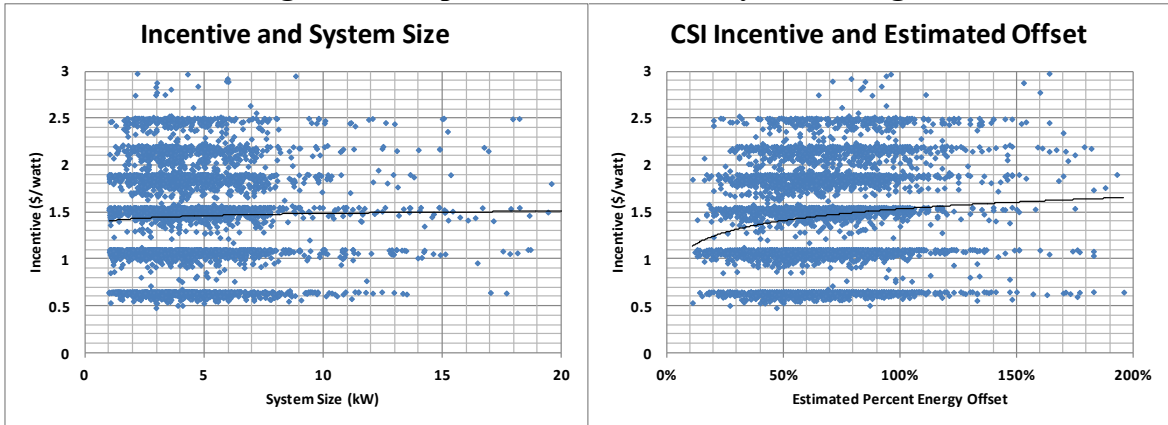 Incentive and System Size
3
2.5
2
1.5
1
0.5
0
Incentive ($/watt)
0 5 10 15 20
System Size (kW)
CSI Incentive and Estimated Offset
3
2.5
2
1.5
1
0.5
0
Incentive ($/watt)
0% 50% 100% 150% 200%
Estimated Percent Energy Offset